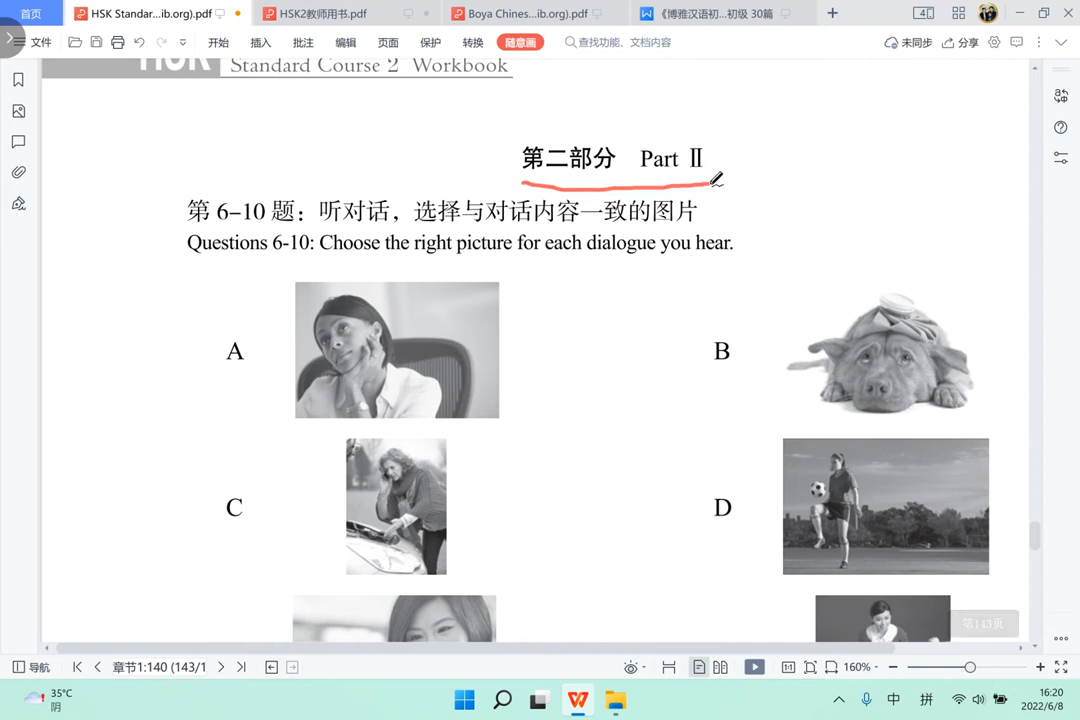 首页
HSK Standar...ib.org).pdf
HSK2教师用书.pdf
Boya Chines...ib.org).pdf
《博雅汉语初...初级 30篇
文件
开始
插入
批注
编辑
页面
保护
转换
随意画
查找功能、文档内容
未同步
分享
HSK Standard Course 2 Workbook
第二部分 Part Ⅱ
第 6–10 题：听对话，选择与对话内容一致的图片
Questions 6-10: Choose the right picture for each dialogue you hear.
A
B
C
D
第143页
导航
章节1:140 (143/1
160%
35°C
阴
中
拼
16:20
2022/6/8